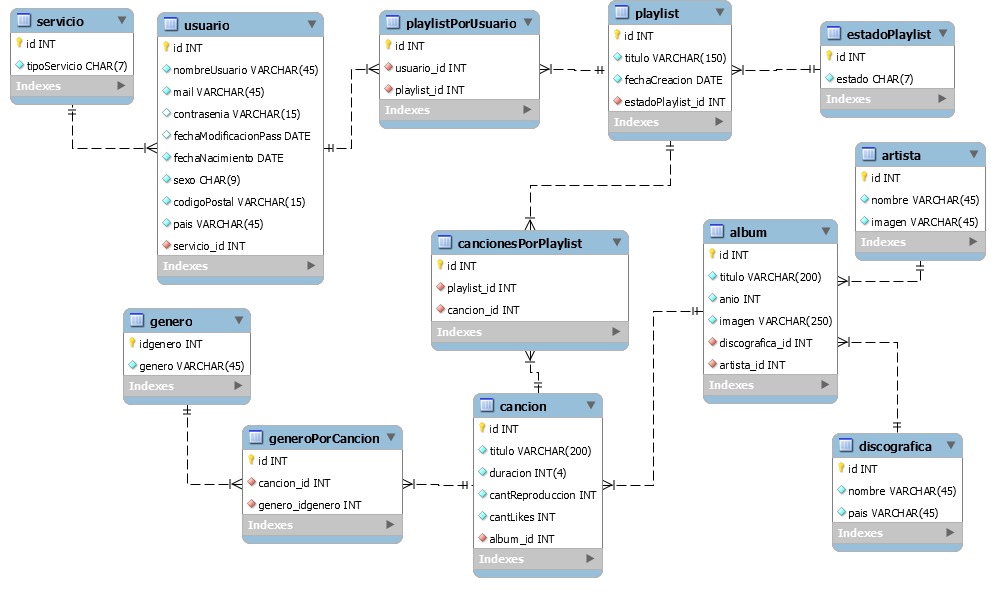 servicio
id INT
tipoServicio CHAR(7)
Indexes
usuario
id INT
nombreUsuario VARCHAR(45)
mail VARCHAR(45)
contrasenia VARCHAR(15)
fechaModificacionPass DATE
fechaNacimiento DATE
sexo CHAR(9)
codigoPostal VARCHAR(15)
pais VARCHAR(45)
servicio_id INT
Indexes
playlistPorUsuario
id INT
usuario_id INT
playlist_id INT
Indexes
playlist
id INT
titulo VARCHAR(150)
fechaCreacion DATE
estadoPlaylist_id INT
Indexes
estadoPlaylist
id INT
estado CHAR(7)
Indexes
artista
id INT
nombre VARCHAR(45)
imagen VARCHAR(45)
Indexes
cancionesPorPlaylist
id INT
playlist_id INT
cancion_id INT
Indexes
album
id INT
titulo VARCHAR(200)
anio INT
imagen VARCHAR(250)
discografica_id INT
artista_id INT
Indexes
genero
idgenero INT
genero VARCHAR(45)
Indexes
generoPorCancion
id INT
cancion_id INT
genero_idgenero INT
Indexes
cancion
id INT
titulo VARCHAR(200)
duracion INT(4)
cantReproduccion INT
cantLikes INT
album_id INT
Indexes
discografica
id INT
nombre VARCHAR(45)
pais VARCHAR(45)
Indexes